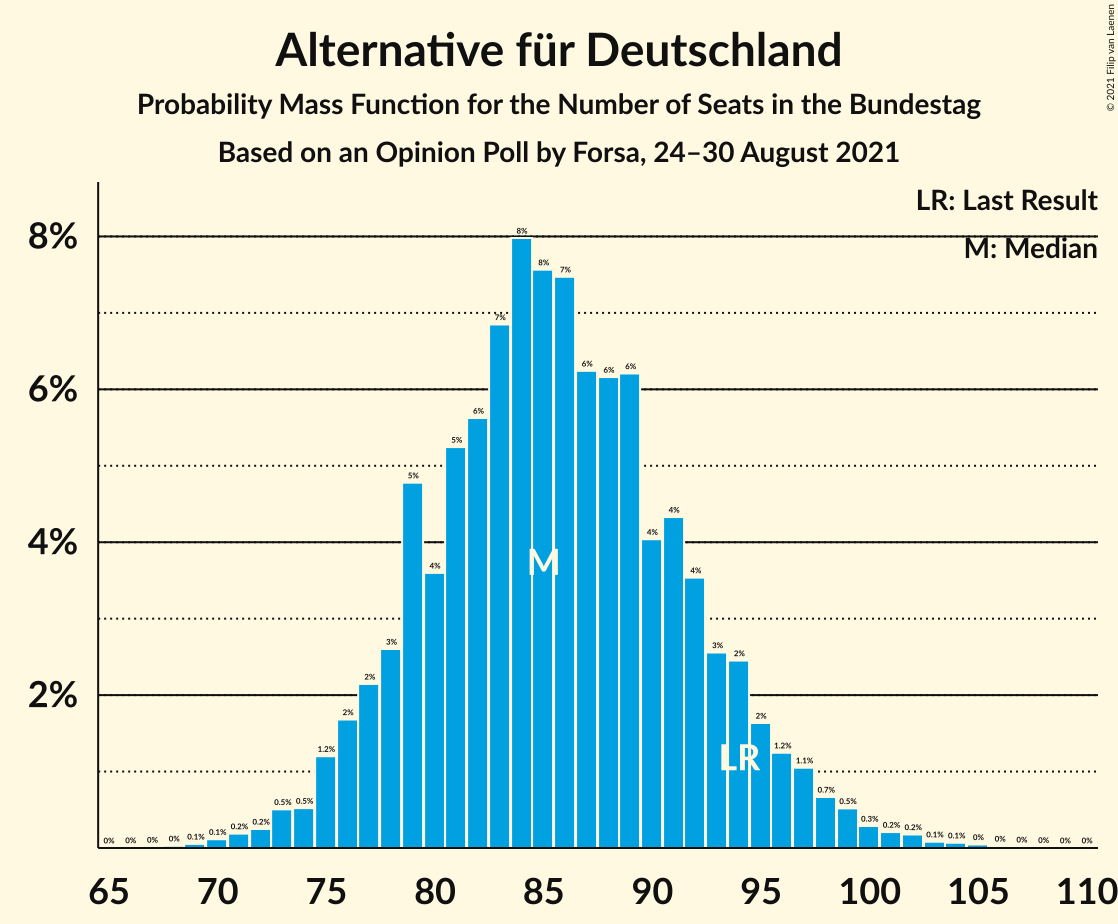 Alternative für Deutschland
Probability Mass Function for the Number of Seats in the Bundestag
Based on an Opinion Poll by Forsa, 24–30 August 2021
© 2021 Filip van Laenen
LR: Last Result
M: Median
8%
6%
4%
2%
0% 0% 0% 0% 0.1% 0.1% 0.2% 0.2% 0.5% 0.5% 1.2% 2% 2% 3% 5% 4% 5% 6% 7% 8% 8% 7% 6% 6% 6% 4% 4% 4% 3% 2% 2% 1.2% 1.1% 0.7% 0.5% 0.3% 0.2% 0.2% 0.1% 0.1% 0% 0% 0% 0% 0% 0%
M
LR
65 70 75 80 85 90 95 100 105 110